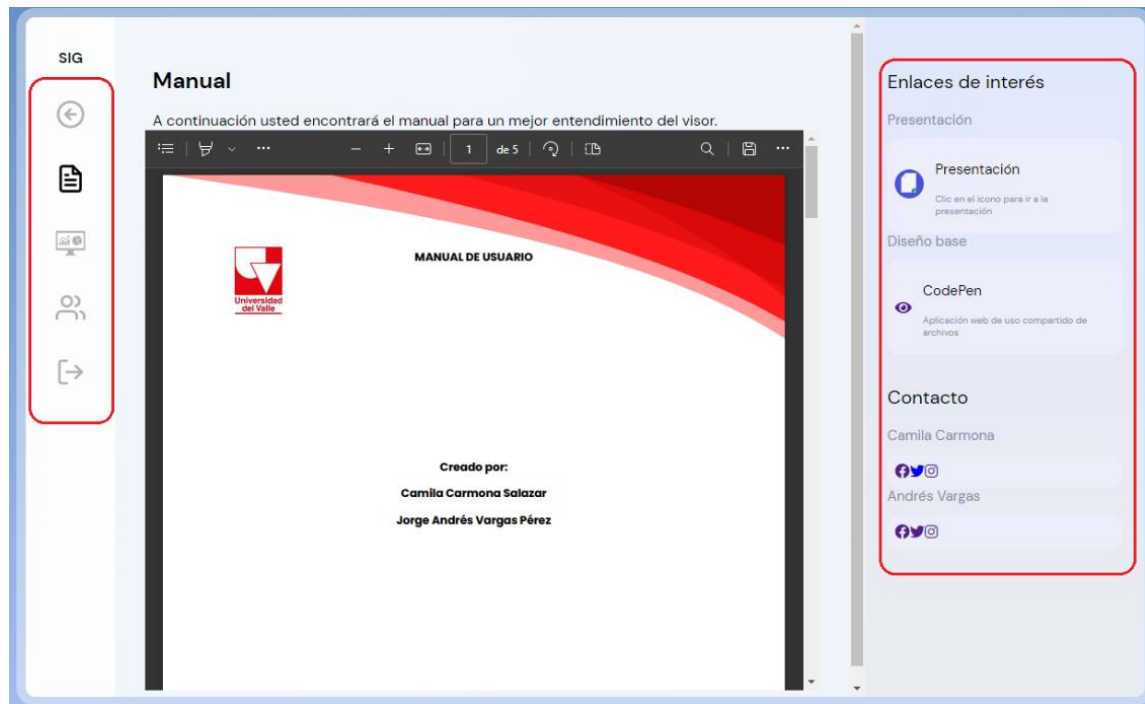 SIG
Manual
A continuación usted encontrará el manual para un mejor entendimiento del visor.
1 de 5
Universidad
del Valle
MANUAL DE USUARIO
Creado por:
Camila Carmona Salazar
Jorge Andrés Vargas Pérez
Enlaces de interés
Presentación
Presentación
Clic en el icono para ir a la
presentación
Diseño base
CodePen
Aplicación web de uso compartido de
archivos
Contacto
Camila Carmona
Andrés Vargas